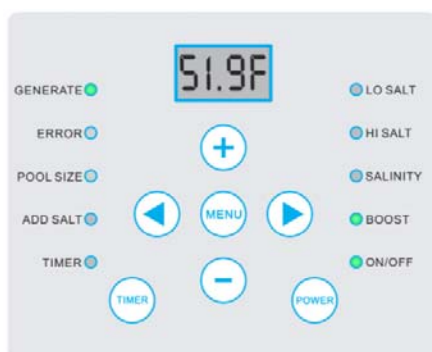 51.9F
GENERATE
LO SALT
ERROR
HI SALT
+
POOL SIZE
SALINITY
MENU
ADD SALT
BOOST
TIMER
ON/OFF
−
TIMER
POWER